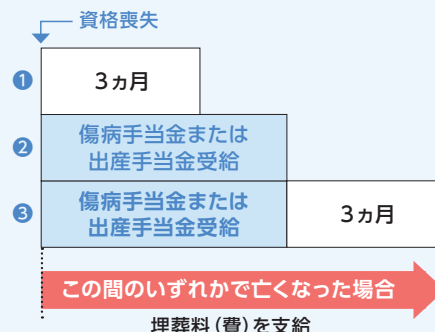 資格喪失
❶ 3ヵ月
❷ 傷病手当金または
出産手当金受給
❸ 傷病手当金または
出産手当金受給
3ヵ月
この間のいずれかで亡くなった場合
埋葬料(費)を支給